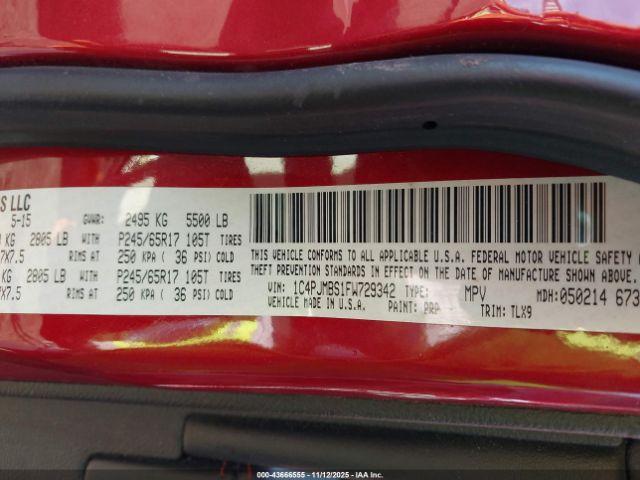 S LLC
5-15 GVWR: 2495 KG 5500 LB
KG 2805 LB WITH P245/65R17 105T TIRES
7X7.5 RIMS AT 250 KPA ( 36 PSI) COLD
KG 2805 LB WITH P245/65R17 105T TIRES
X7.5 RIMS AT 250 KPA ( 36 PSI) COLD
THIS VEHICLE CONFORMS TO ALL APPLICABLE U.S.A. FEDERAL MOTOR VEHICLE SAFETY
THEFT PREVENTION STANDARDS IN EFFECT ON THE DATE OF MANUFACTURE SHOWN ABOVE.
VIN: 1C4PJMBS1FW729342 TYPE: MPV MDH: 050214 673
VEHICLE MADE IN U.S.A. PAINT: PRP TRIM: TLX9
000-43666555 - 11/12/2025 - IAA Inc.